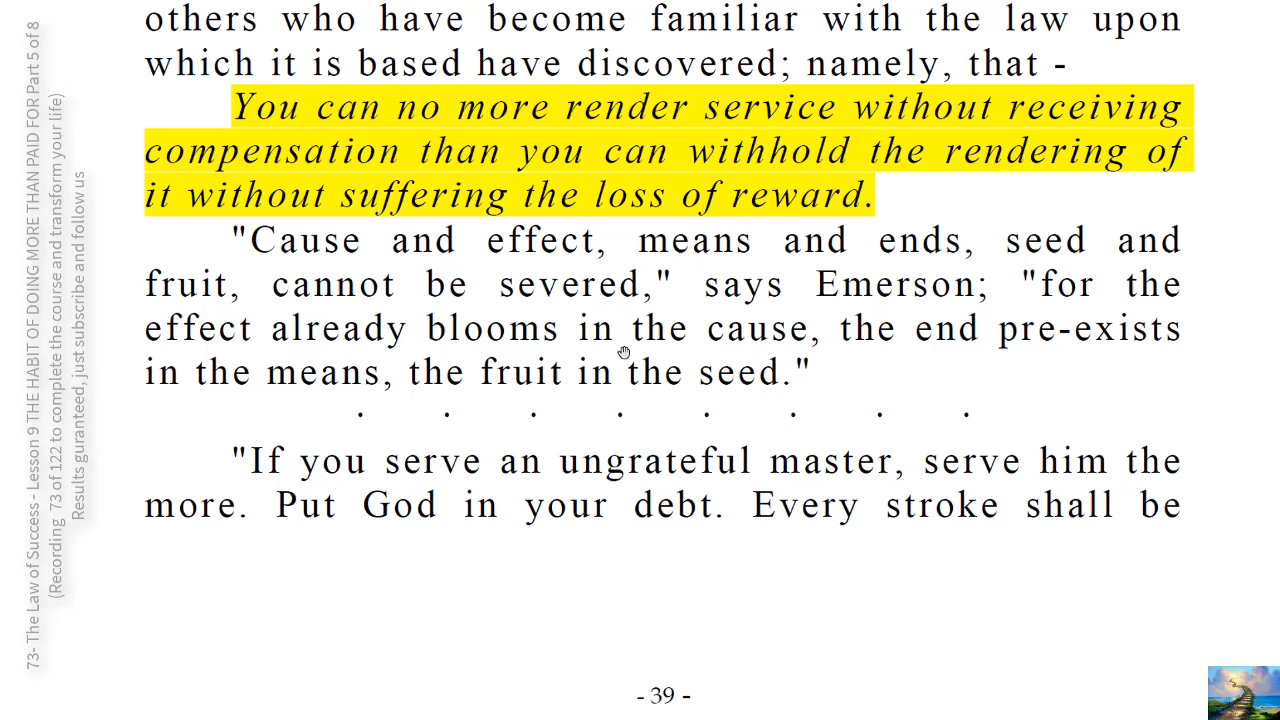 others who have become familiar with the law upon
which it is based have discovered; namely, that -
You can no more render service without receiving
compensation than you can withhold the rendering of
it without suffering the loss of reward.
"Cause and effect, means and ends, seed and
fruit, cannot be severed," says Emerson; "for the
effect already blooms in the cause, the end pre-exists
in the means, the fruit in the seed."
. . . . . . . .
"If you serve an ungrateful master, serve him the
more. Put God in your debt. Every stroke shall be
- 39 -
73- The Law of Success - Lesson 9 THE HABIT OF DOING MORE THAN PAID FOR Part 5 of 8
(Recording 73 of 122 to complete the course and transform your life)
Results guranteed, just subscribe and follow us